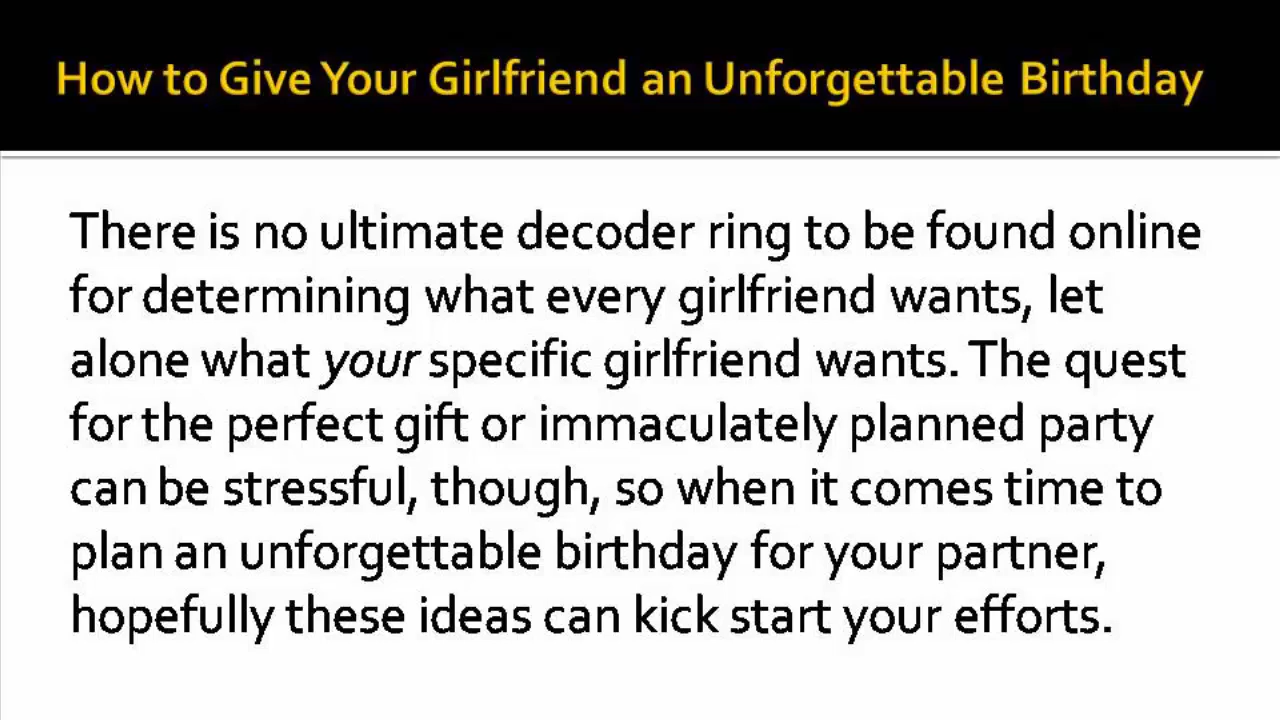 How to Give Your Girlfriend an Unforgettable Birthday
There is no ultimate decoder ring to be found online
for determining what every girlfriend wants, let
alone what your specific girlfriend wants. The quest
for the perfect gift or immaculately planned party
can be stressful, though, so when it comes time to
plan an unforgettable birthday for your partner,
hopefully these ideas can kick start your efforts.